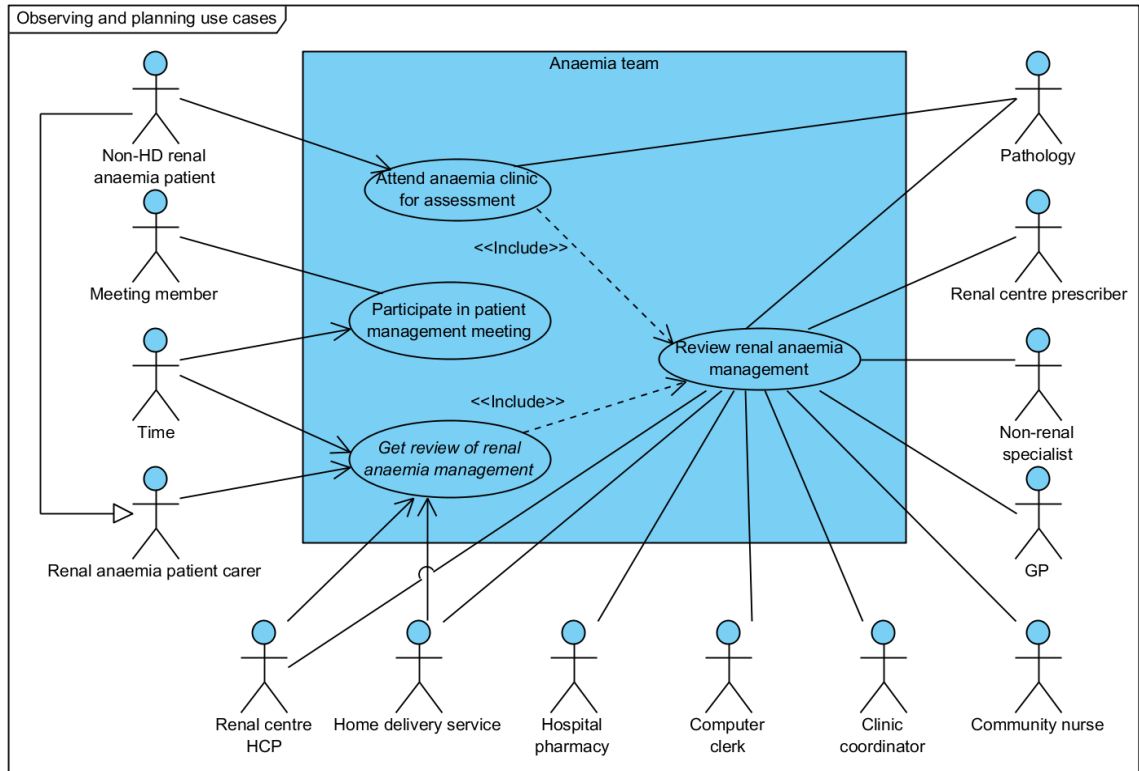 Observing and planning use cases
Anaemia team
Non-HD renal
anaemia patient
Attend anaemia clinic
for assessment
Pathology
<<Include>>
Meeting member
Participate in patient
management meeting
Renal centre prescriber
Review renal anaemia
management
Time
<<Include>>
Get review of renal
anaemia management
Non-renal
specialist
Renal anaemia patient carer
GP
Renal centre
HCP
Home delivery service
Hospital
pharmacy
Computer
clerk
Clinic
coordinator
Community nurse